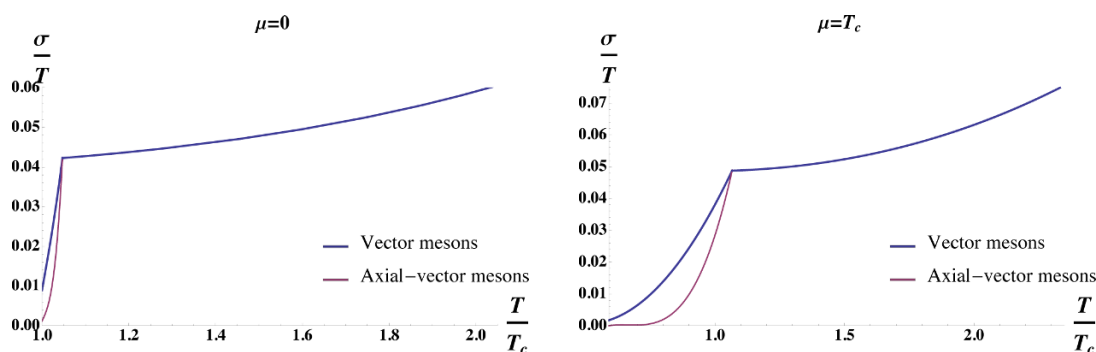 μ=0
σ/T
0.06
0.05
0.04
0.03
0.02
0.01
0.00
Vector mesons
Axial−vector mesons
1.0 1.2 1.4 1.6 1.8 2.0
T/T_c
μ=T_c
σ/T
0.07
0.06
0.05
0.04
0.03
0.02
0.01
0.00
Vector mesons
Axial−vector mesons
1.0 1.5 2.0
T/T_c